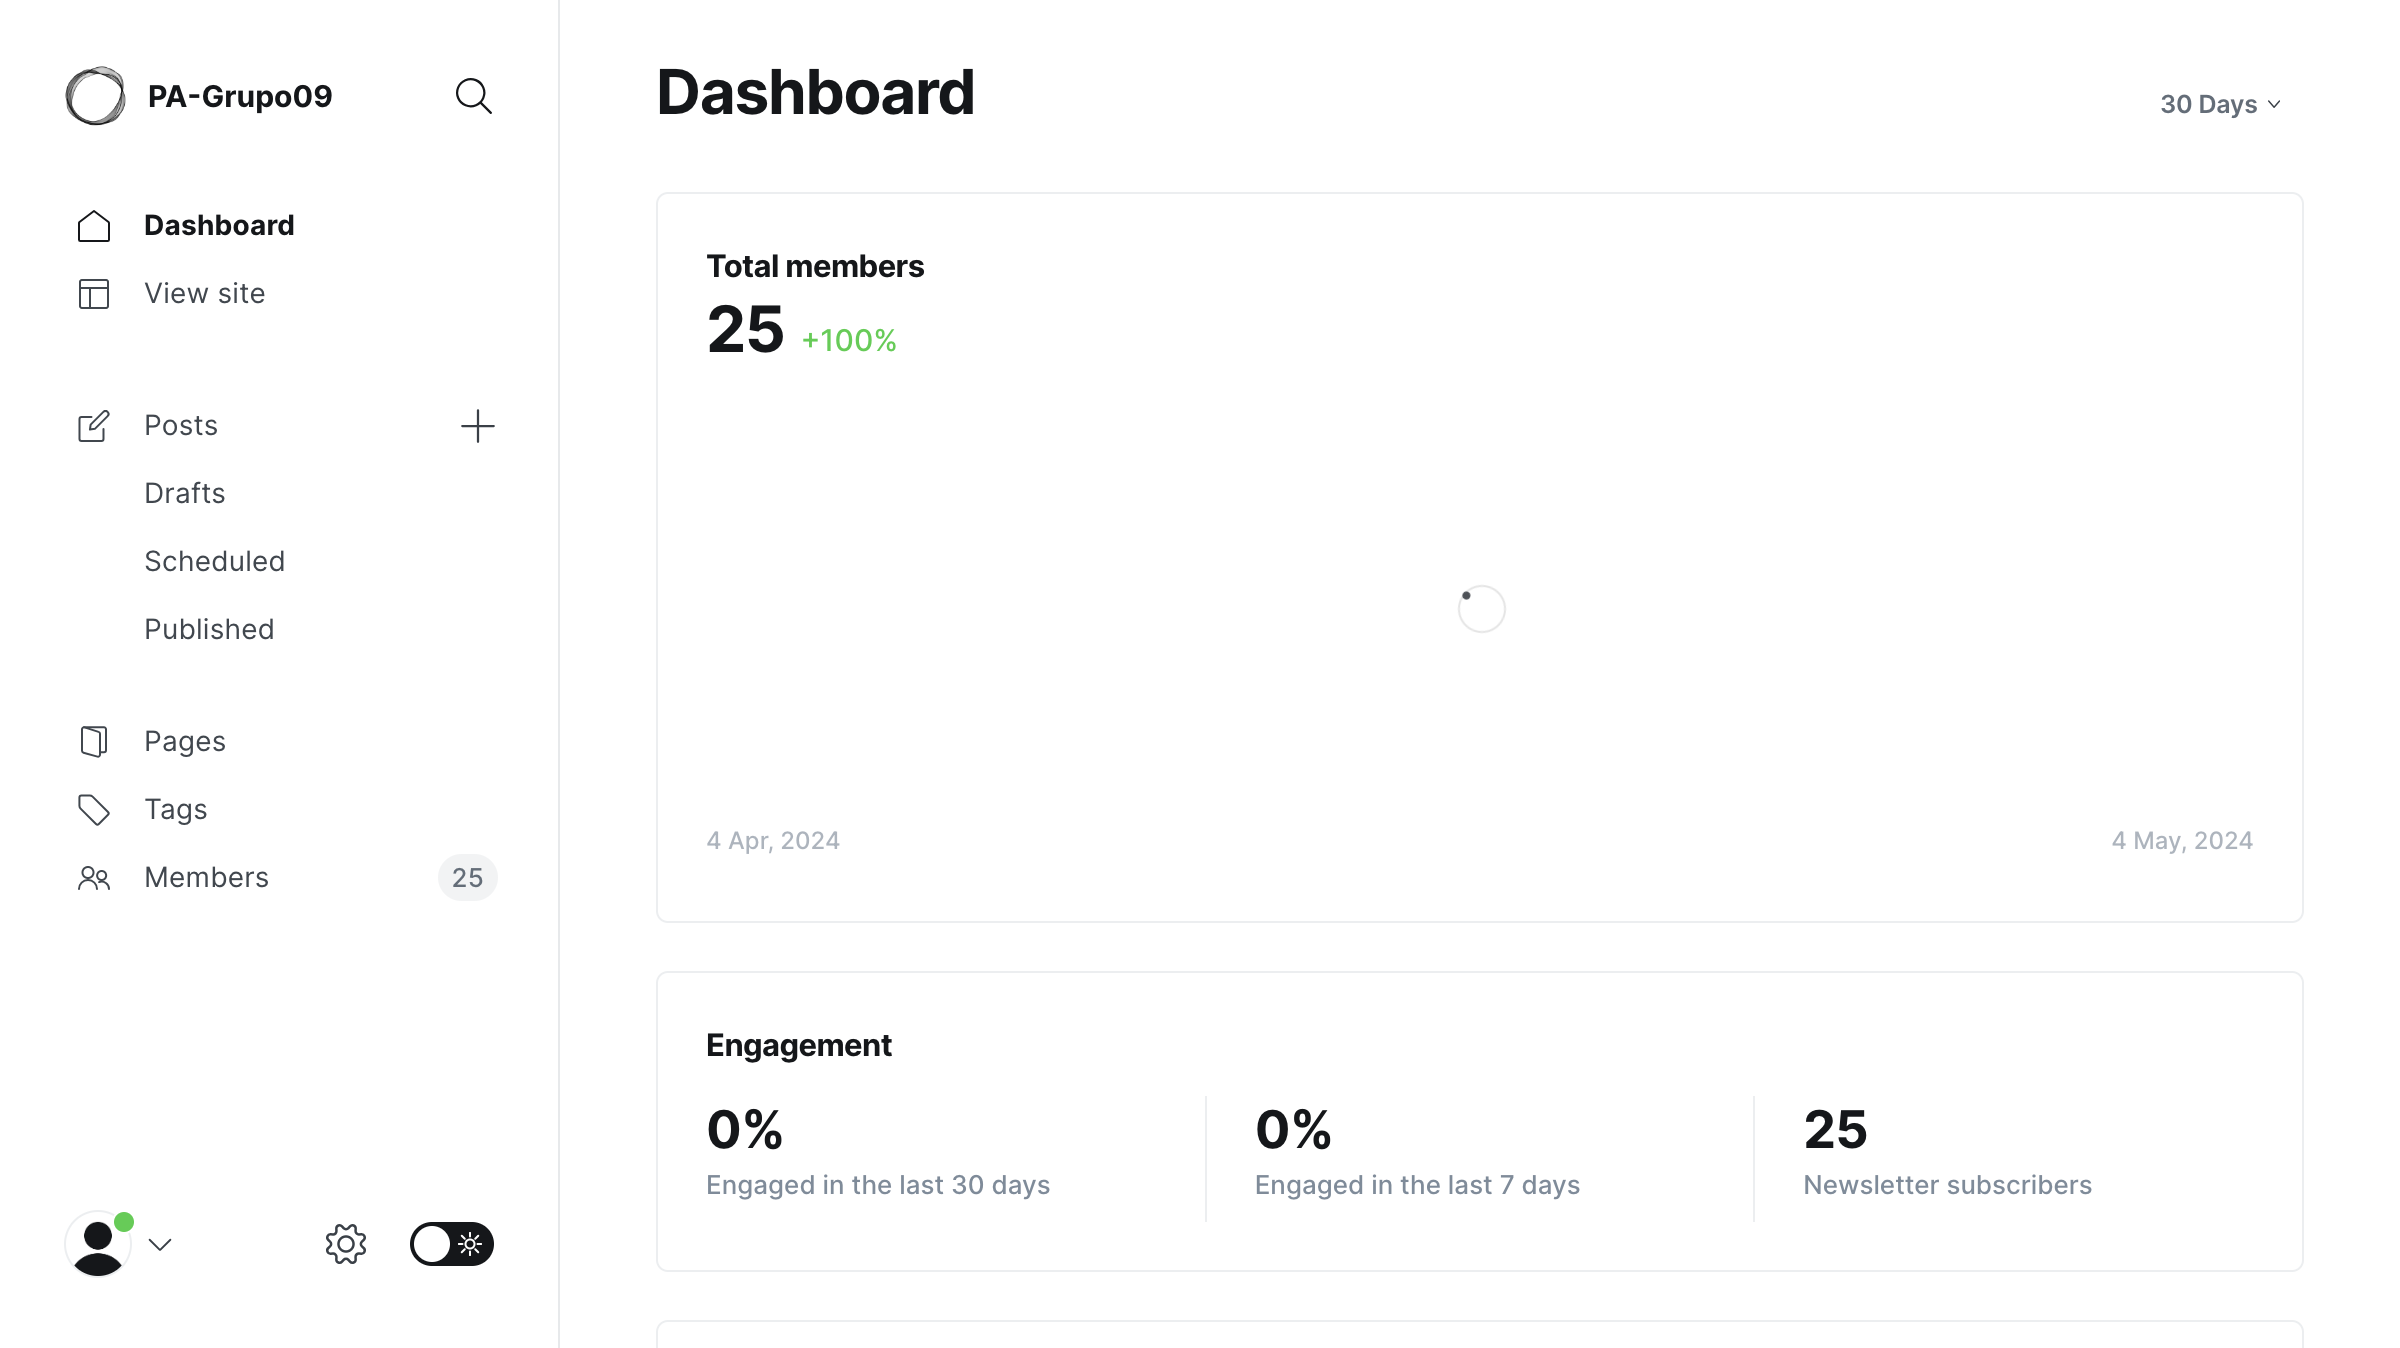 PA-Grupo09
Dashboard
View site
Posts
Drafts
Scheduled
Published
Pages
Tags
Members 25
Dashboard
30 Days
Total members
25 +100%
4 Apr, 2024 4 May, 2024
Engagement
0% 0% 25
Engaged in the last 30 days Engaged in the last 7 days Newsletter subscribers